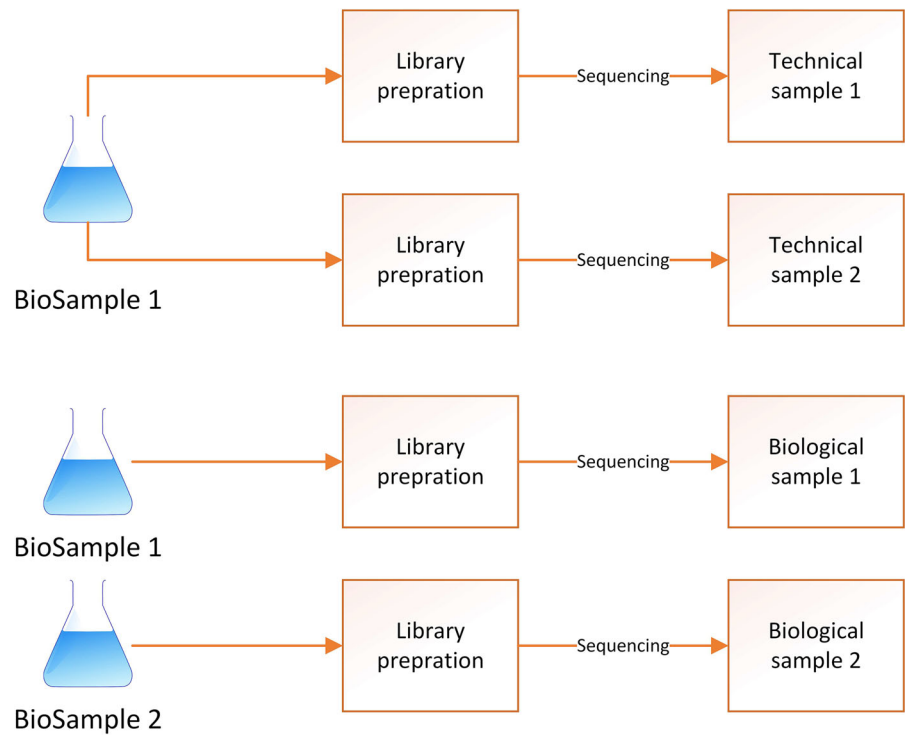 Library
prepration
Sequencing
Technical
sample 1
Library
prepration
Sequencing
Technical
sample 2
BioSample 1
Library
prepration
Sequencing
Biological
sample 1
BioSample 1
Library
prepration
Sequencing
Biological
sample 2
BioSample 2